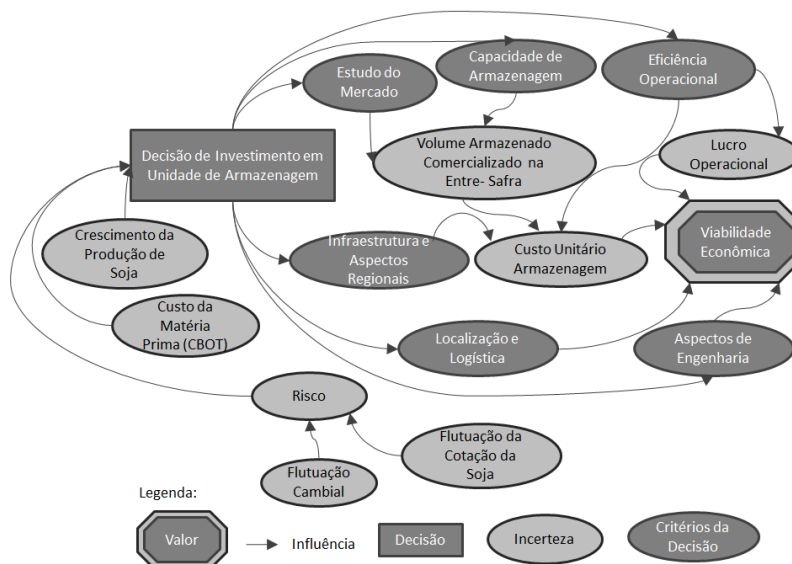 Estudo do
Mercado
Capacidade de
Armazenagem
Eficiência
Operacional
Decisão de Investimento em
Unidade de Armazenagem
Volume Armazenado
Comercializado na
Entre- Safra
Lucro
Operacional
Crescimento da
Produção de
Soja
Infraestrutura e
Aspectos
Regionais
Custo Unitário
Armazenagem
Viabilidade
Econômica
Custo da
Matéria
Prima (CBOT)
Localização e
Logística
Aspectos de
Engenharia
Risco
Flutuação
Cambial
Flutuação da
Cotação da
Soja
Legenda:
Valor
Influência
Decisão
Incerteza
Critérios da
Decisão